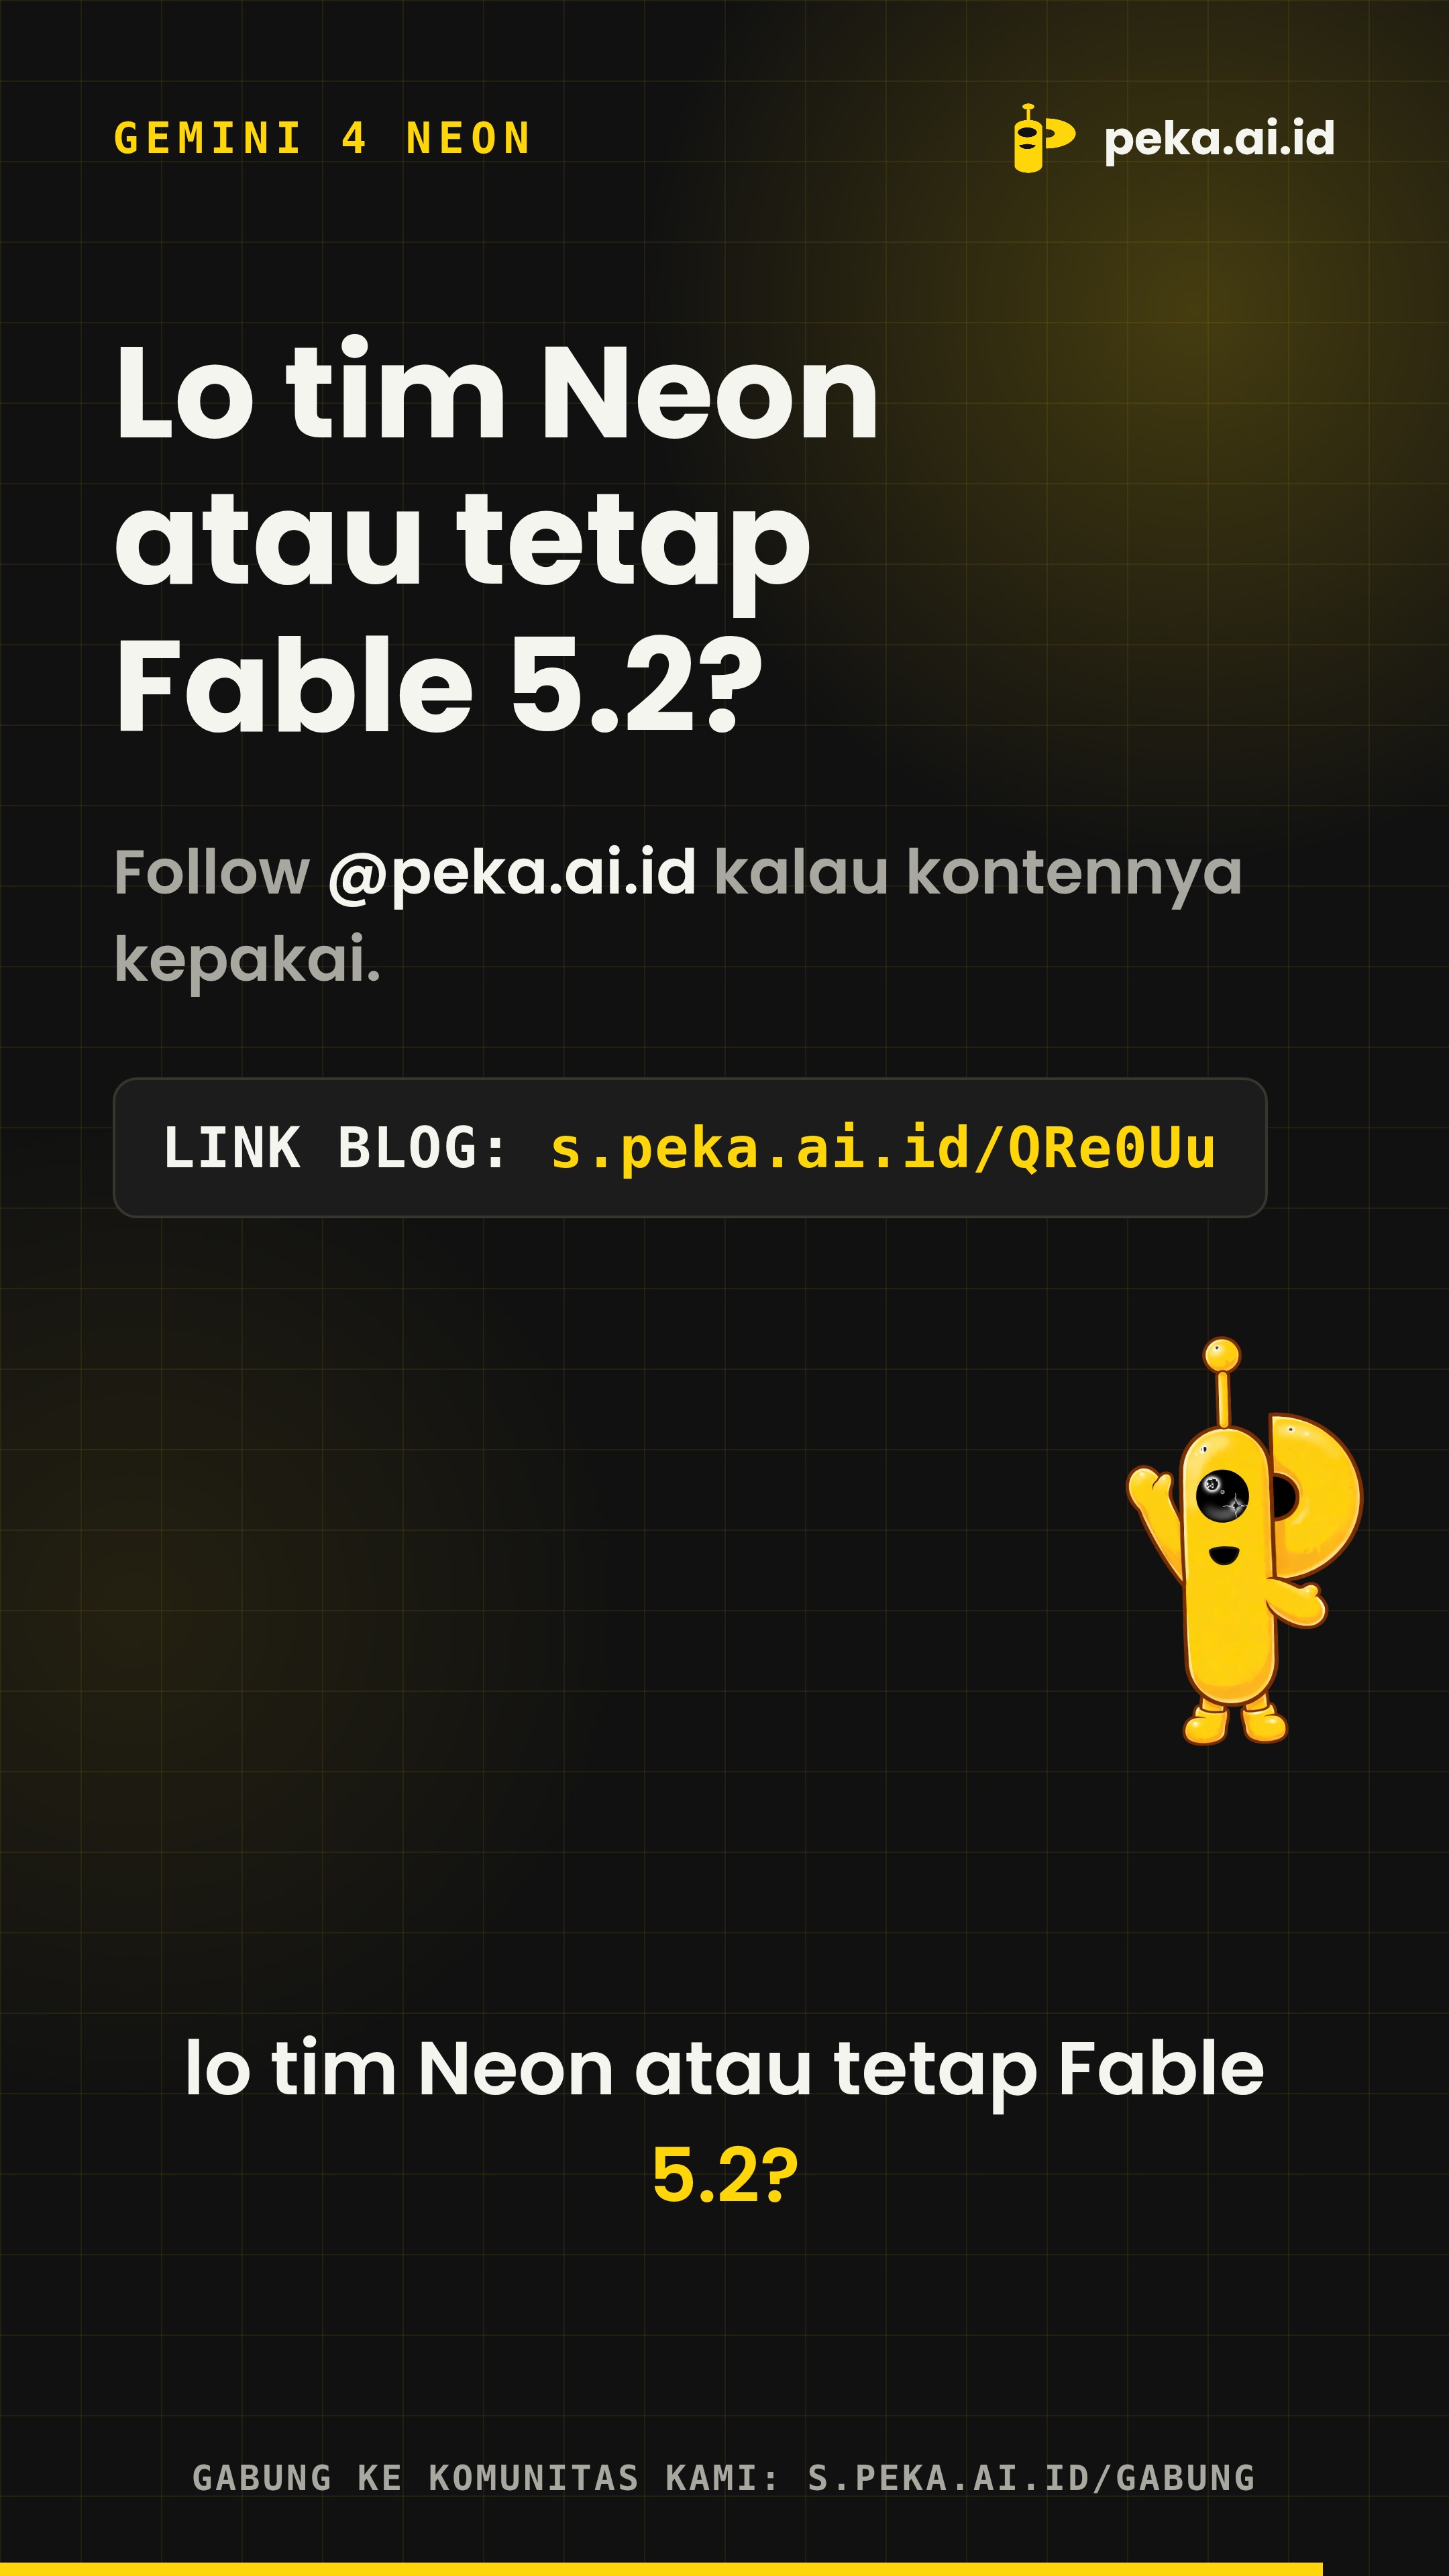 GEMINI 4 NEON
peka.ai.id
Lo tim Neon
atau tetap
Fable 5.2?
Follow @peka.ai.id kalau kontennya
kepakai.
LINK BLOG: s.peka.ai.id/QRe0Uu
lo tim Neon atau tetap Fable
5.2?
GABUNG KE KOMUNITAS KAMI: S.PEKA.AI.ID/GABUNG